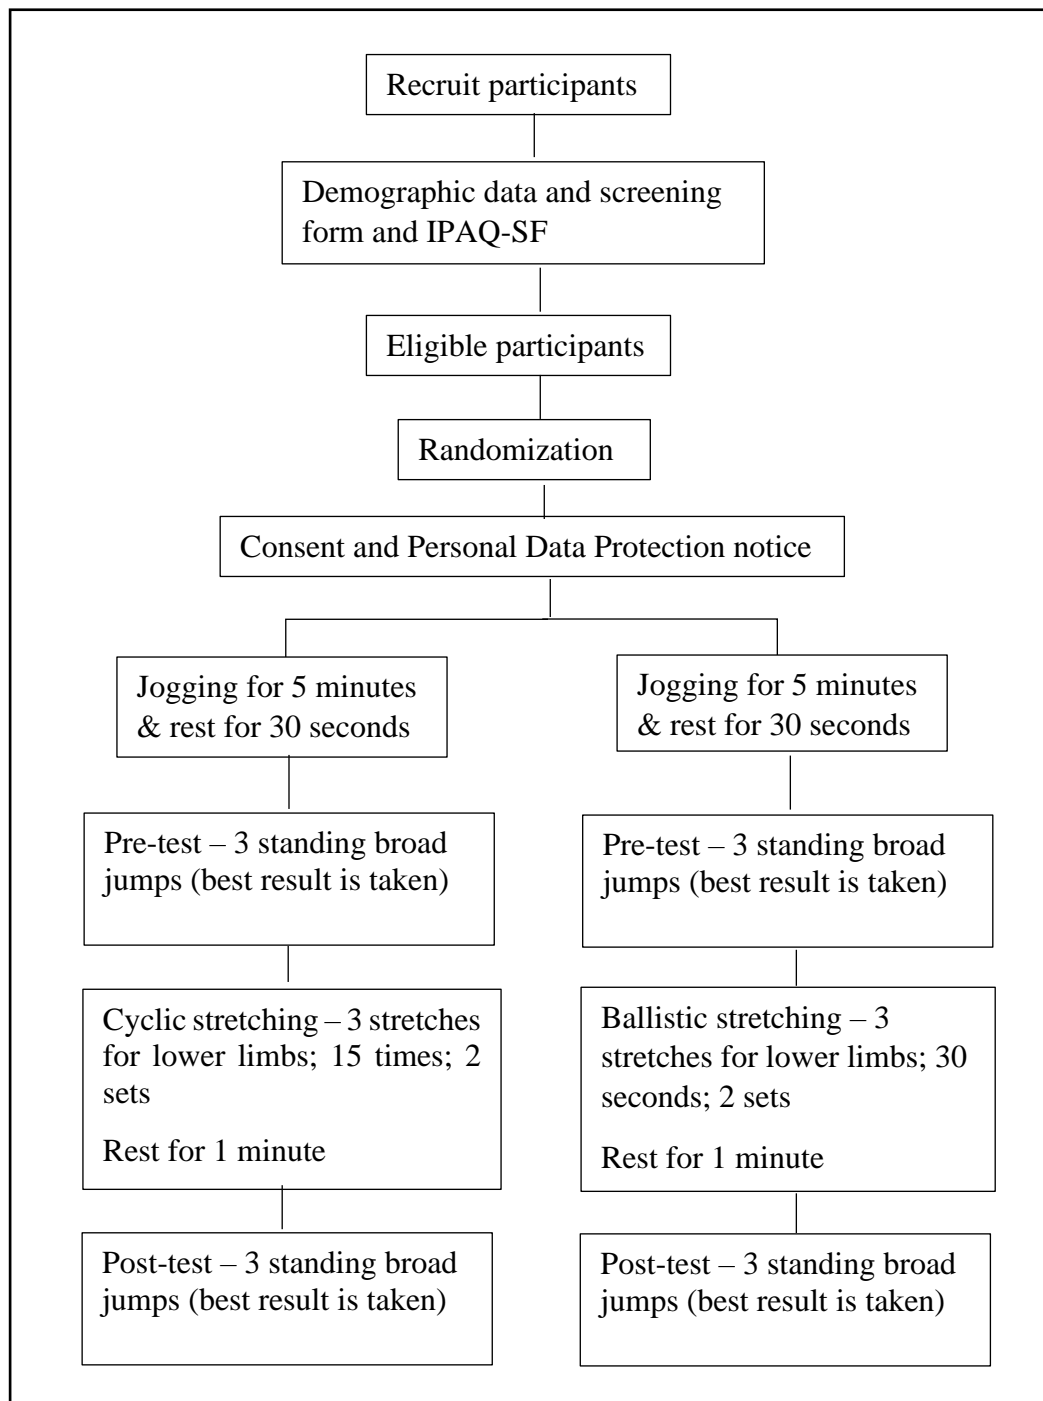 Recruit participants
Demographic data and screening
form and IPAQ-SF
Eligible participants
Randomization
Consent and Personal Data Protection notice
Jogging for 5 minutes
& rest for 30 seconds
Jogging for 5 minutes
& rest for 30 seconds
Pre-test – 3 standing broad
jumps (best result is taken)
Pre-test – 3 standing broad
jumps (best result is taken)
Cyclic stretching – 3 stretches
for lower limbs; 15 times; 2
sets
Rest for 1 minute
Ballistic stretching – 3
stretches for lower limbs; 30
seconds; 2 sets
Rest for 1 minute
Post-test – 3 standing broad
jumps (best result is taken)
Post-test – 3 standing broad
jumps (best result is taken)